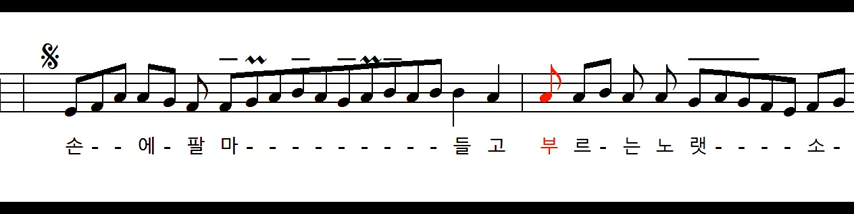 손 - - 에 - 팔 마 - - - - - - - - - 들 고 부 르 - 는 노 랫 - - - - 소 -